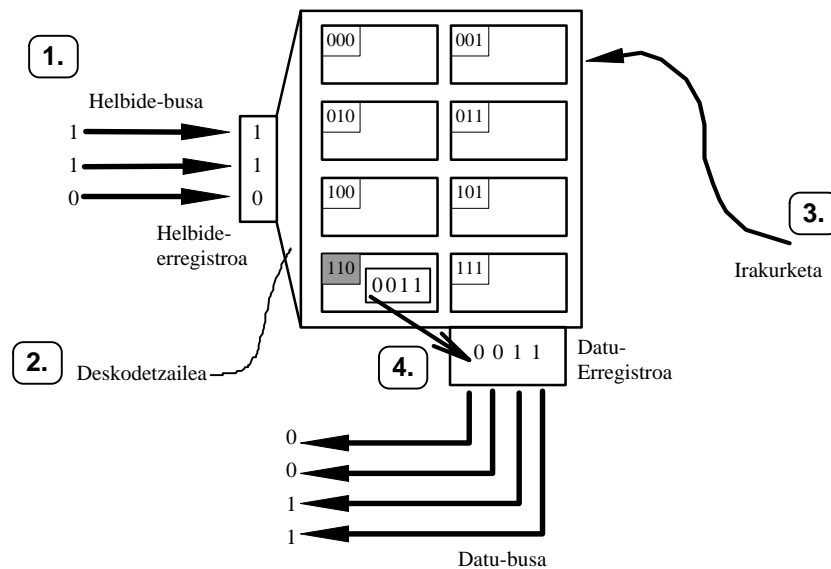 1.
000
001
Helbide-busa
010
011
1
1
1
1
0
0
100
101
3.
Helbide-
erregistroa
110
0011
111
Irakurketa
2.
Deskodetzailea
4.
0 0 1 1
Datu-
Erregistroa
0
0
1
1
Datu-busa